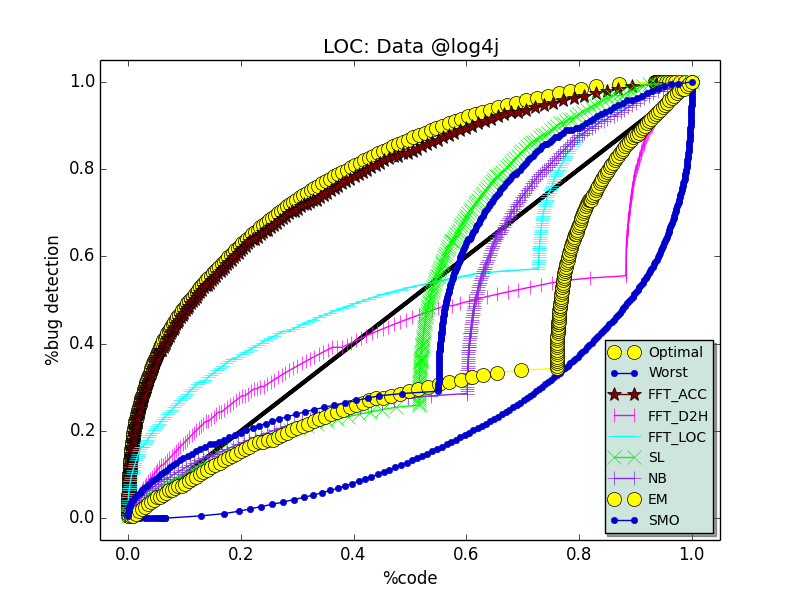 LOC: Data @log4j
%bug detection
1.0
0.8
0.6
0.4
0.2
0.0
0.0 0.2 0.4 0.6 0.8 1.0
%code
Optimal
Worst
FFT_ACC
FFT_D2H
FFT_LOC
SL
NB
EM
SMO